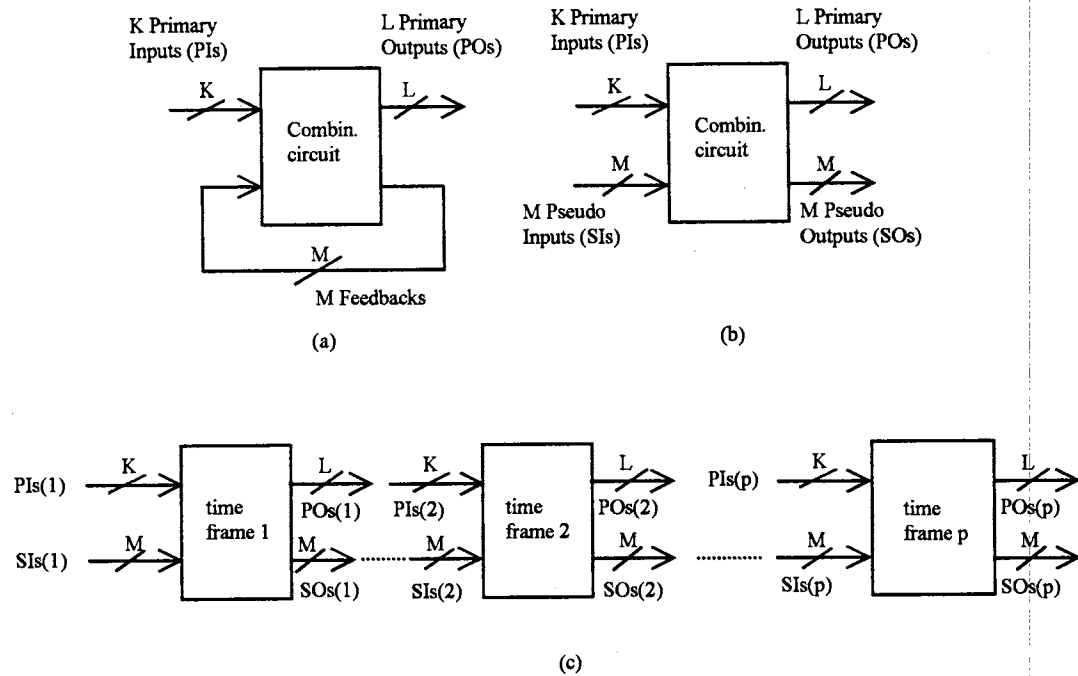 K Primary
Inputs (PIs)
L Primary
Outputs (POs)
K
L
Combin.
circuit
M
M Feedbacks
(a)
K Primary
Inputs (PIs)
L Primary
Outputs (POs)
K
L
Combin.
circuit
M
M
M Pseudo
Inputs (SIs)
M Pseudo
Outputs (SOs)
(b)
PIs(1)
K
SIs(1)
M
time
frame 1
L
POs(1)
M
SOs(1)
K
PIs(2)
M
SIs(2)
time
frame 2
L
POs(2)
M
SOs(2)
PIs(p)
K
M
SIs(p)
time
frame p
L
POs(p)
M
SOs(p)
(c)